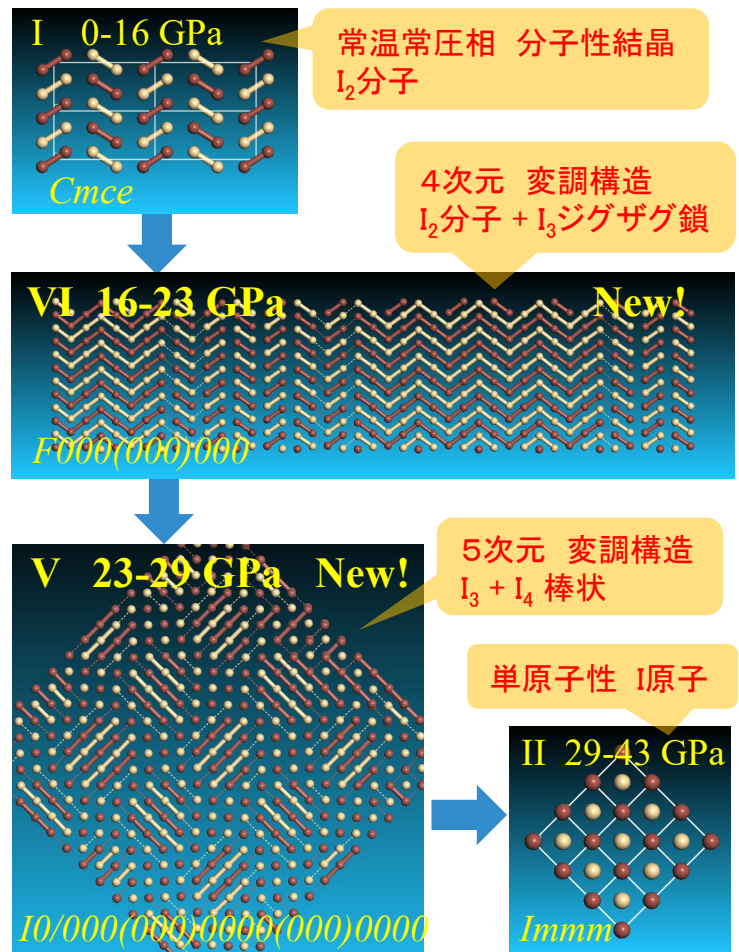 I 0-16 GPa
常温常圧相 分子性結晶
I₂分子
Cmce
4次元 変調構造
I₂分子 + I₃ジグザグ鎖
VI 16-23 GPa New!
F000(000)000
V 23-29 GPa New!
5次元 変調構造
I₃ + I₄ 棒状
単原子性 I原子
II 29-43 GPa
I0/000(000)0000(000)0000
Immm